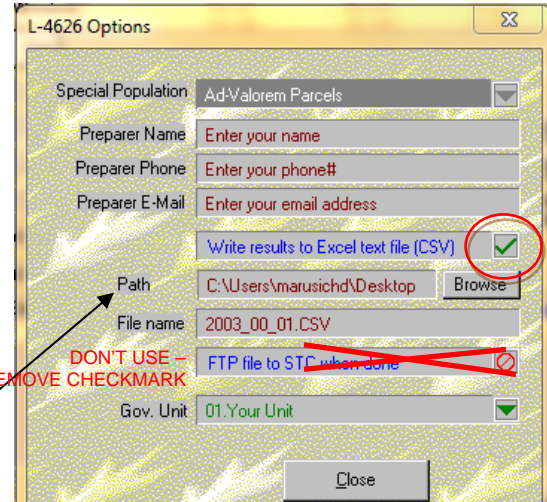 L-4626 Options
Special Population Ad-Valorem Parcels
Preparer Name Enter your name
Preparer Phone Enter your phone#
Preparer E-Mail Enter your email address
Write results to Excel text file (CSV)
Path C:\Users\marusichd\Desktop Browse
File name 2003_00_01.CSV
DON'T USE –
EMOVE CHECKMARK
FTP file to STC when done
Gov. Unit 01.Your Unit
Close